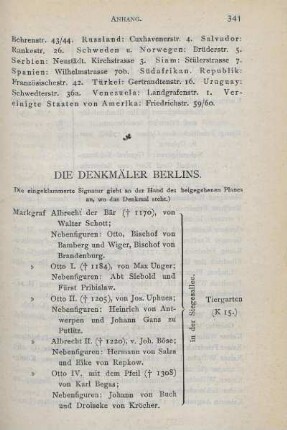 ANHANG. 341
Behrenstr. 43/44. Russland: Cuxhavenerstr. 4. Salvador:
Rankestr. 26. Schweden u. Norwegen: Brüderstr. 5.
Serbien: Neustädt. Kirchstrasse 3. Siam: Stülerstrasse 7.
Spanien: Wilhelmstrasse 70b. Südafrikan. Republik:
Französischestr. 42. Türkei: Gertraudtenstr. 16. Uruguay:
Schwedterstr. 36a. Venezuela: Landgrafenstr. 1. Ver-
einigte Staaten von Amerika: Friedrichstr. 59/60.
DIE DENKMÄLER BERLINS.
(Die eingeklammerte Signatur giebt an der Hand des beigegebenen Planes
an, wo das Denkmal steht.)
Markgraf Albrecht der Bär († 1170), von
Walter Schott;
Nebenfiguren: Otto, Bischof von
Bamberg und Wiger, Bischof von
Brandenburg.
» Otto I. († 1184), von Max Unger;
Nebenfiguren: Abt Siebold und
Fürst Pribislaw.
» Otto II. († 1205), von Jos. Uphues;
Nebenfiguren: Heinrich von Ant-
werpen und Johann Gans zu
Putlitz.
» Albrecht II. († 1220), v. Joh. Böse;
Nebenfiguren: Hermann von Salza
und Eike von Repkow.
» Otto IV. mit dem Pfeil († 1308)
von Karl Begas;
Nebenfiguren: Johann von Buch
und Droiseke von Kröcher.
in der Siegesallee.
Tiergarten
(K 15.)